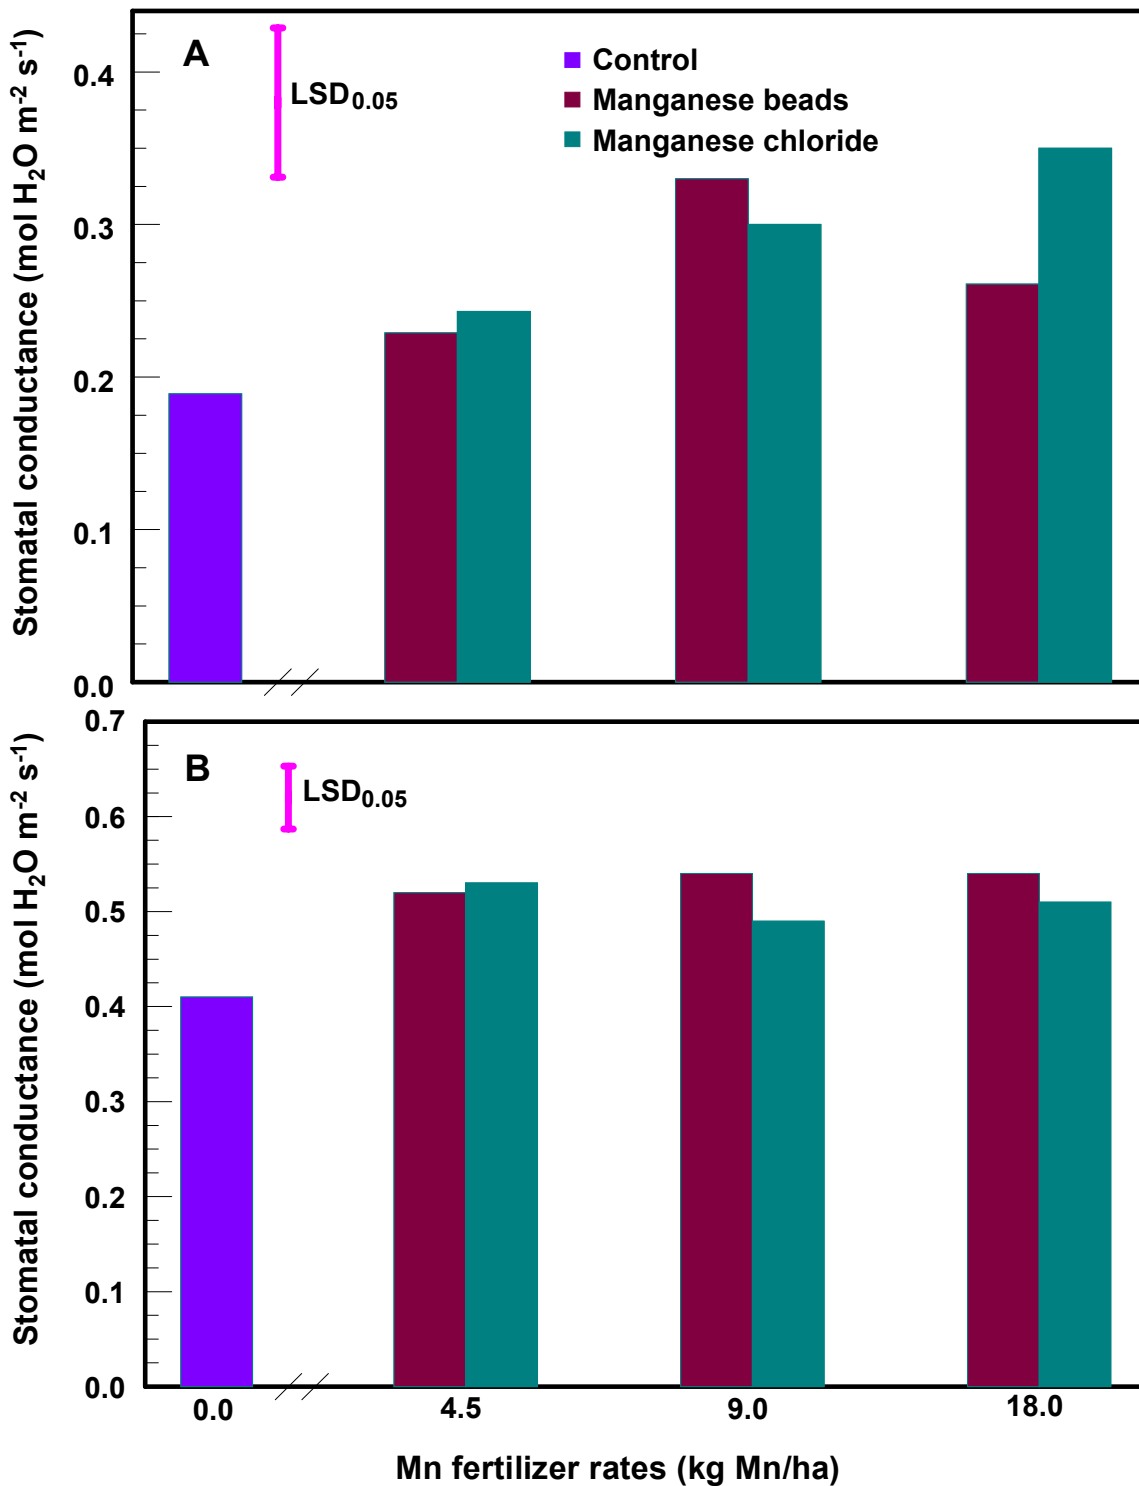 A
LSD0.05
Control
Manganese beads
Manganese chloride
Stomatal conductance (mol H2O m-2 s-1)
0.4
0.3
0.2
0.1
0.0
B
LSD0.05
Stomatal conductance (mol H2O m-2 s-1)
0.7
0.6
0.5
0.4
0.3
0.2
0.1
0.0
0.0 4.5 9.0 18.0
Mn fertilizer rates (kg Mn/ha)